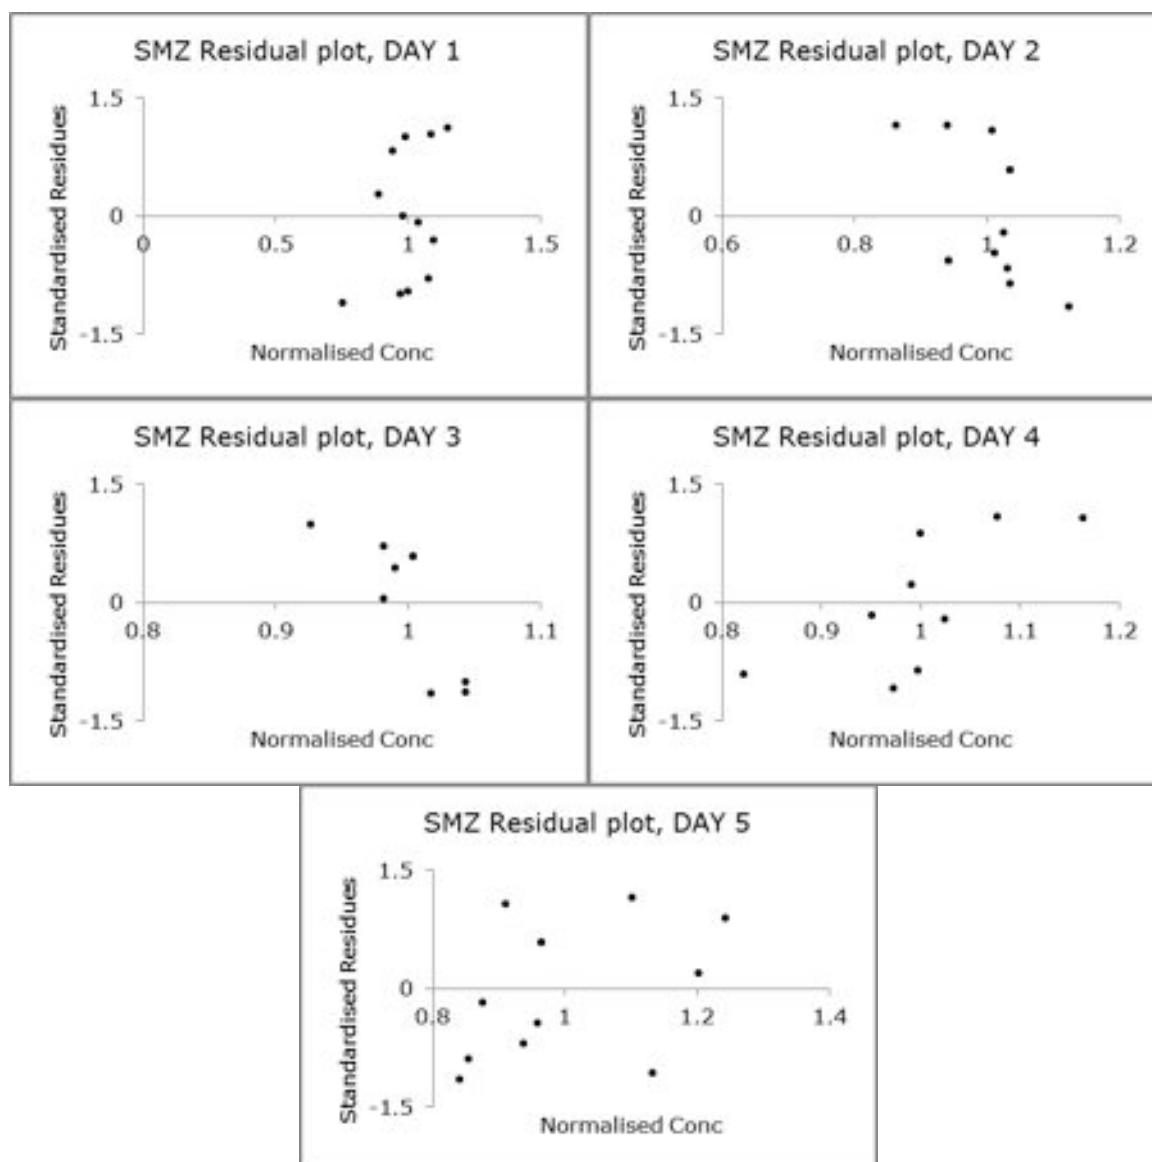 SMZ Residual plot, DAY 1
Standardised Residues
1.5
0
-1.5
0
0.5
1
1.5
Normalised Conc
SMZ Residual plot, DAY 2
Standardised Residues
1.5
0
-1.5
0.6
0.8
1
1.2
Normalised Conc
SMZ Residual plot, DAY 3
Standardised Residues
1.5
0
-1.5
0.8
0.9
1
1.1
Normalised Conc
SMZ Residual plot, DAY 4
Standardised Residues
1.5
0
-1.5
0.8
0.9
1
1.1
1.2
Normalised Conc
SMZ Residual plot, DAY 5
Standardised Residues
1.5
0
-1.5
0.8
1
1.2
1.4
Normalised Conc